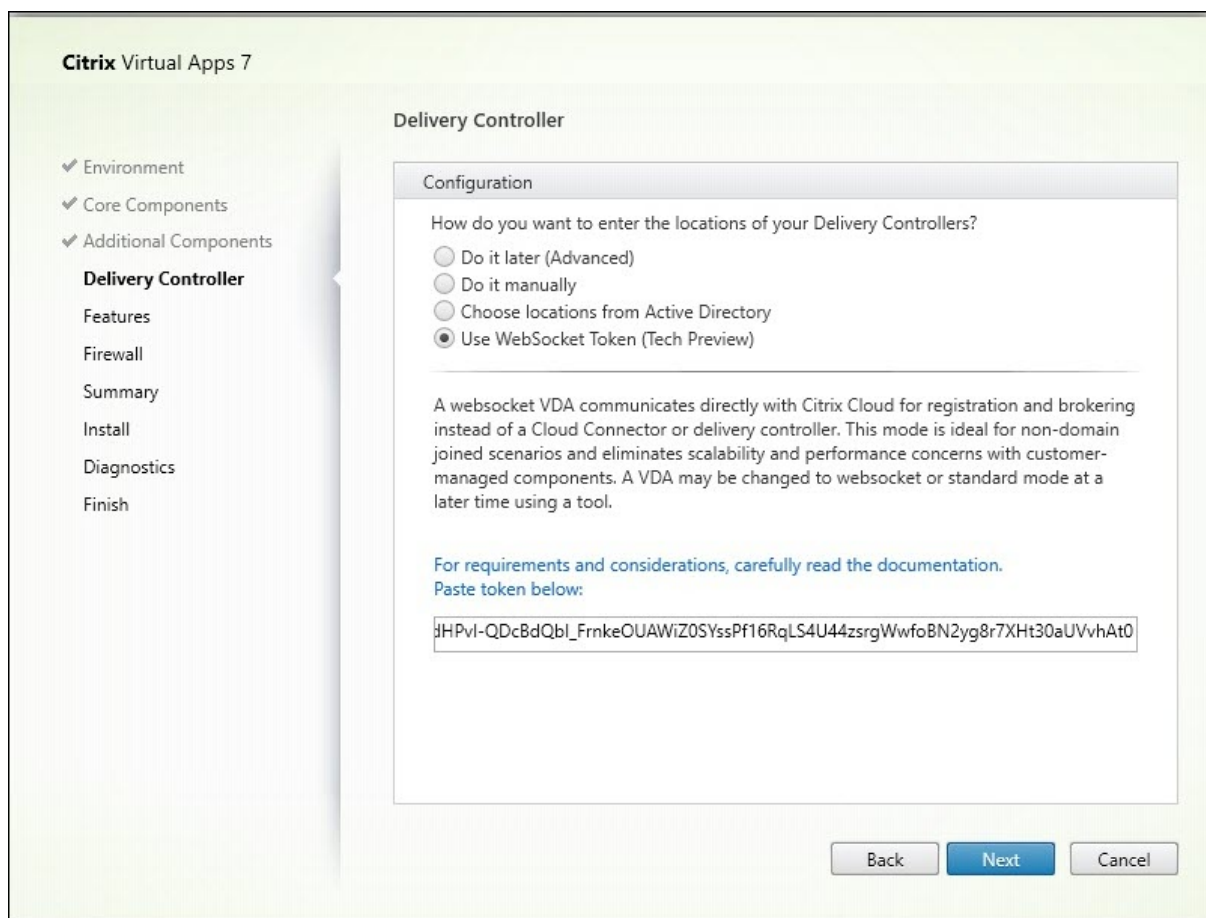 Citrix Virtual Apps 7
Delivery Controller
Environment
Core Components
Additional Components
Delivery Controller
Features
Firewall
Summary
Install
Diagnostics
Finish
Configuration
How do you want to enter the locations of your Delivery Controllers?
Do it later (Advanced)
Do it manually
Choose locations from Active Directory
Use WebSocket Token (Tech Preview)
A websocket VDA communicates directly with Citrix Cloud for registration and brokering
instead of a Cloud Connector or delivery controller. This mode is ideal for non-domain
joined scenarios and eliminates scalability and performance concerns with customer-
managed components. A VDA may be changed to websocket or standard mode at a
later time using a tool.
For requirements and considerations, carefully read the documentation.
Paste token below:
Back
Next
Cancel